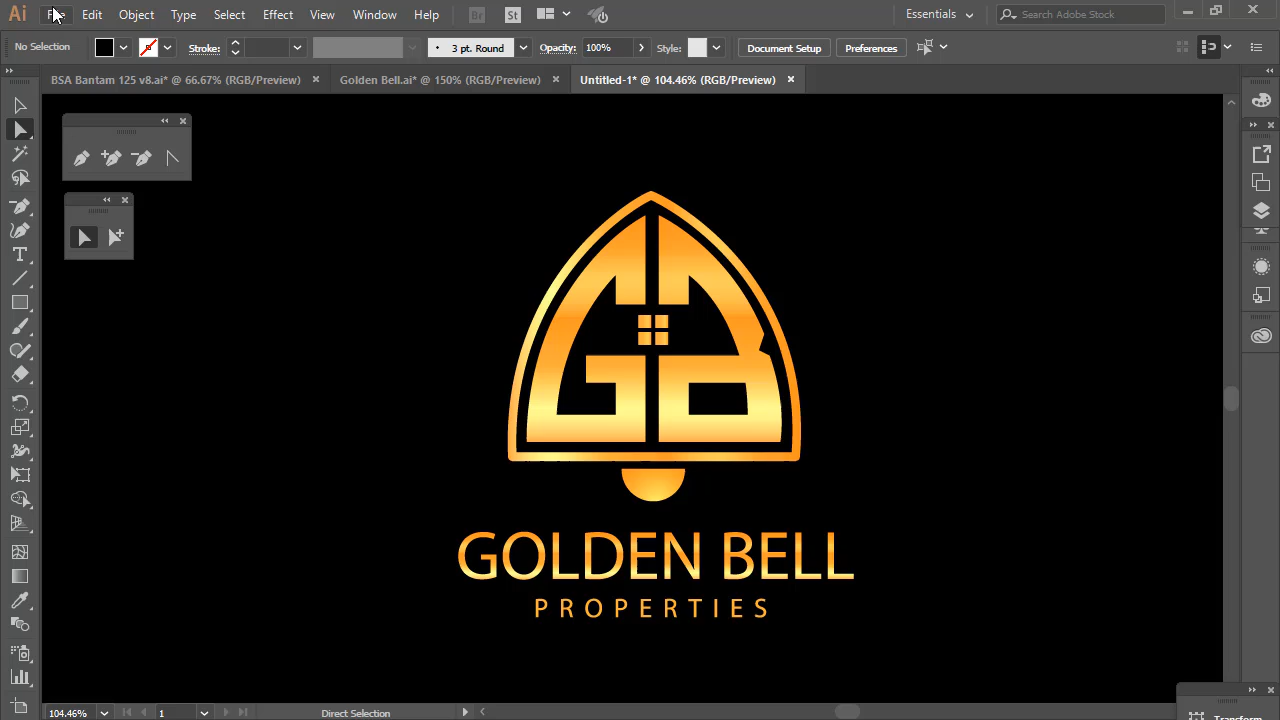 Ai File Edit Object Type Select Effect View Window Help Br St Essentials Search Adobe Stock
No Selection Stroke: 3 pt. Round Opacity: 100% Style: Document Setup Preferences
BSA Bantam 125 v8.ai* @ 66.67% (RGB/Preview) Golden Bell.ai* @ 150% (RGB/Preview) Untitled-1* @ 104.46% (RGB/Preview)
GB
GOLDEN BELL
PROPERTIES
104.46% 1 Direct Selection
Transform